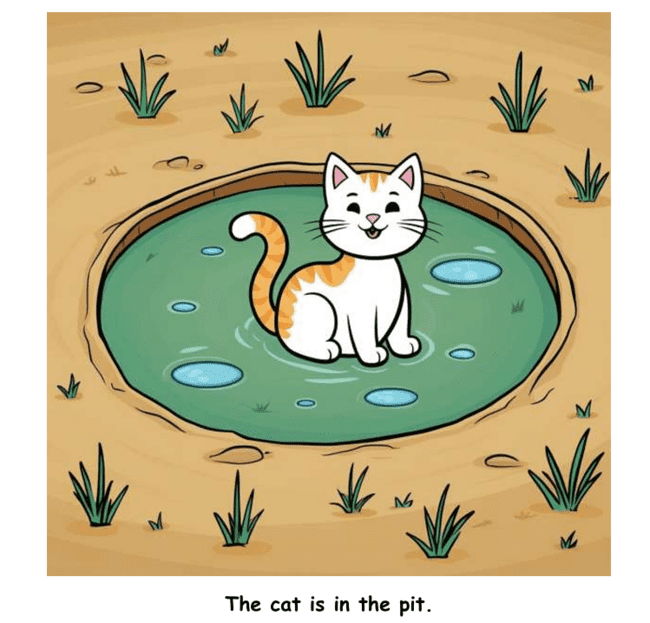 The cat is in the pit.